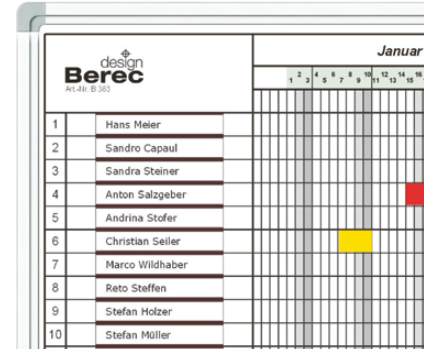 design
Berec
Art.-Nr. B 383
Januar
1 2 3 4 5 6 7 8 9 10 11 12 13 14 15 16
1 Hans Meier
2 Sandro Capaul
3 Sandra Steiner
4 Anton Salzgeber
5 Andrina Stofer
6 Christian Seiler
7 Marco Wildhaber
8 Reto Steffen
9 Stefan Holzer
10 Stefan Müller